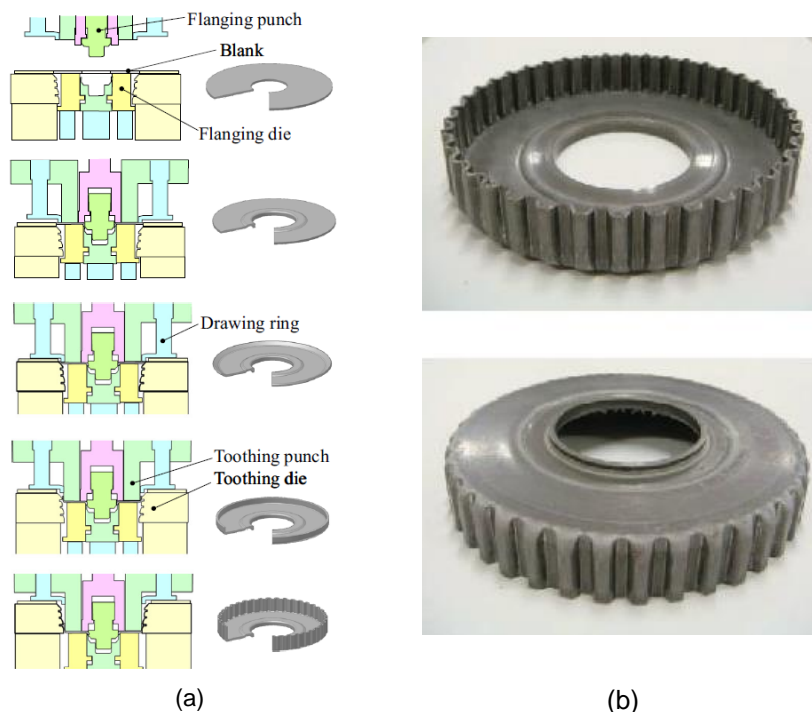 Flanging punch
Blank
Flanging die
Drawing ring
Toothing punch
Toothing die
(a)
(b)